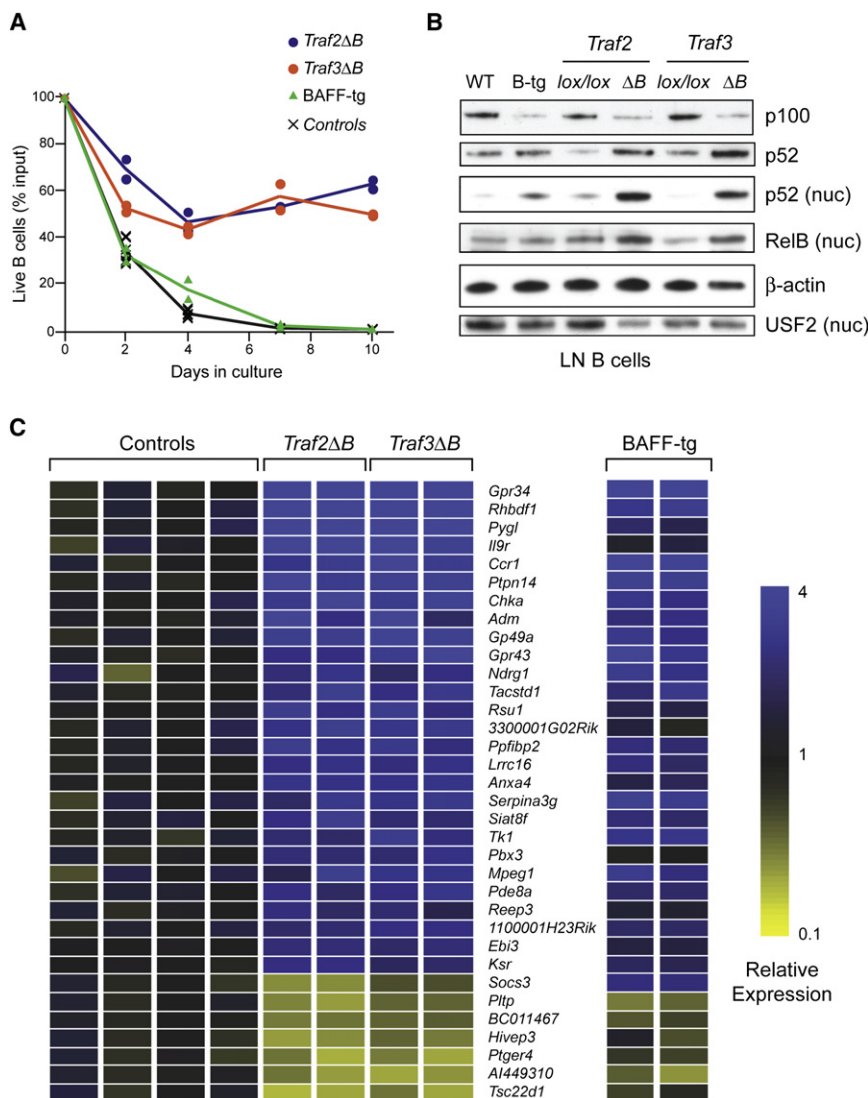 A
Traf2ΔB
Traf3ΔB
BAFF-tg
Controls
Live B cells (% input)
100
80
60
40
20
0
0 2 4 6 8 10
Days in culture
B
Traf2 Traf3
WT B-tg lox/lox ΔB lox/lox ΔB
p100
p52
p52 (nuc)
RelB (nuc)
β-actin
USF2 (nuc)
LN B cells
C
Controls Traf2ΔB Traf3ΔB BAFF-tg
Gpr34
Rhbdf1
Pygl
Il9r
Ccr1
Ptpn14
Chka
Adm
Gp49a
Gpr43
Ndrg1
Tacstd1
Rsu1
3300001G02Rik
Ppfibp2
Lrrc16
Anxa4
Serpina3g
Siat8f
Tk1
Pbx3
Mpeg1
Pde8a
Reep3
1100001H23Rik
Ebi3
Ksr
Socs3
Pltp
BC011467
Hivep3
Ptger4
AI449310
Tsc22d1
4
1
0.1
Relative
Expression